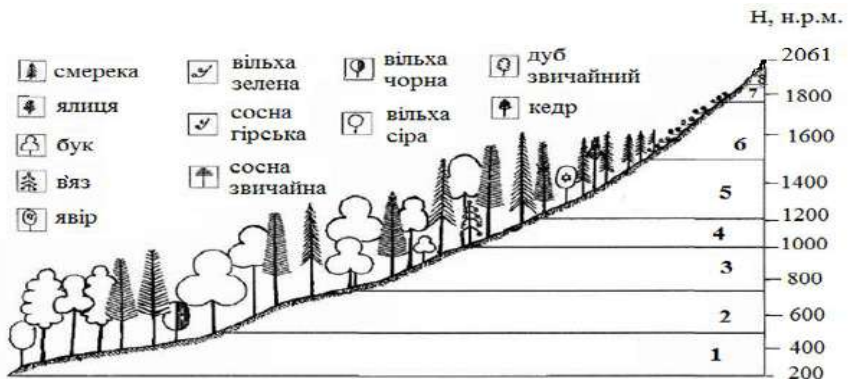 Н, н.р.м.
смерека
ялиця
бук
в'яз
явір
вільха
зелена
сосна
гірська
сосна
звичайна
вільха
чорна
вільха
сіра
дуб
звичайний
кедр
2061
1800
1600
1400
1200
1000
800
600
400
200
8
7
6
5
4
3
2
1